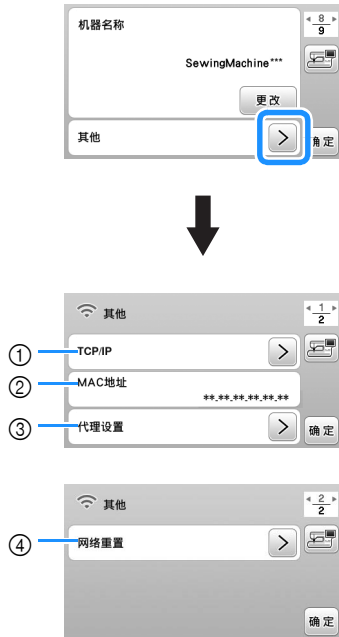 机器名称
8
9
SewingMachine***
更改
其他
确定
其他
1
2
① TCP/IP
② MAC地址
**.**.**.**.**.**
③ 代理设置
确定
其他
2
2
④ 网络重置
确定